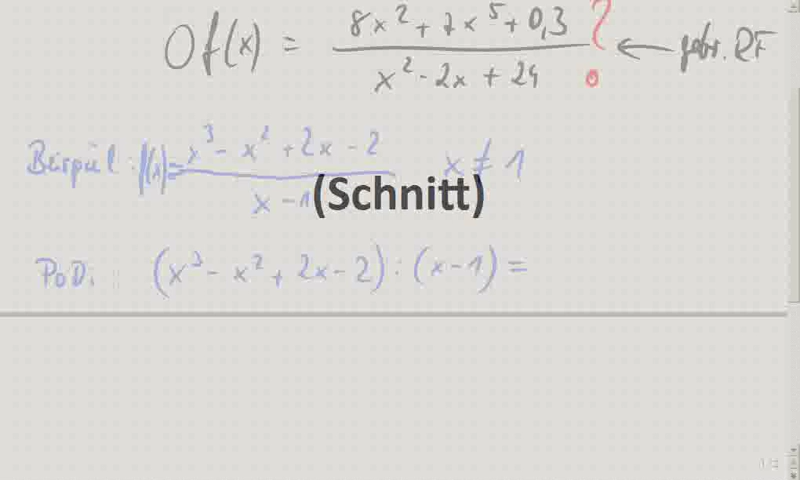 Of(x) = (8x² + 7x⁵ + 0,3) / (x² - 2x + 24) ? ← gebr. RF
Beispiel: f(x) = (x³ - x² + 2x - 2) / (x - 1) x ≠ 1
(Schnitt)
PoDi : (x³ - x² + 2x - 2) : (x - 1) =